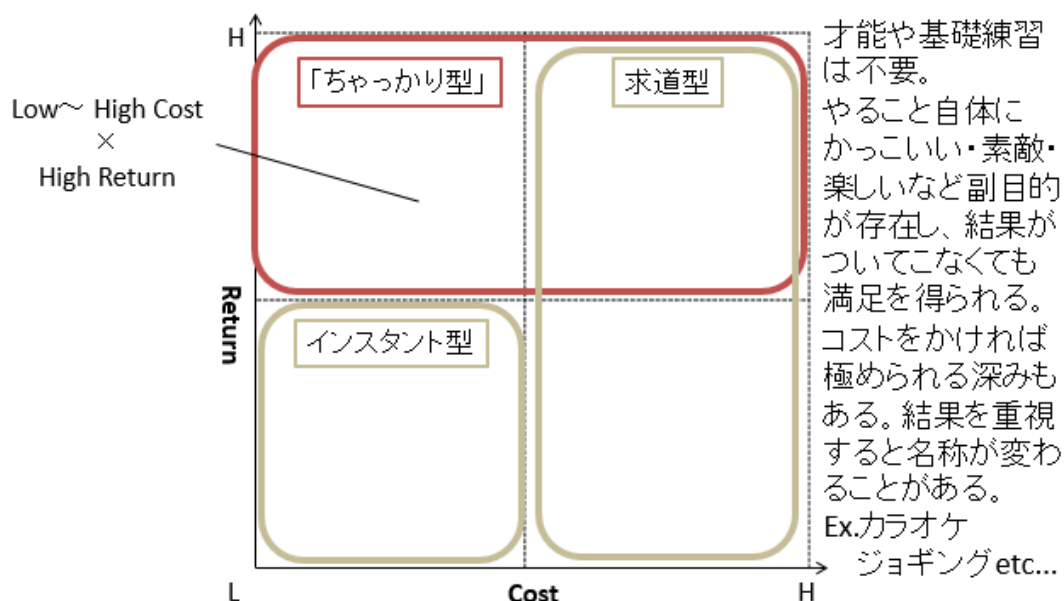 H
「ちゃっかり型」
求道型
Low～ High Cost
×
High Return
Return
インスタント型
L
Cost
H
才能や基礎練習
は不要。
やること自体に
かっこいい・素敵・
楽しいなど副目的
が存在し、結果が
ついてこなくても
満足を得られる。
コストをかければ
極められる深みも
ある。結果を重視
すると名称が変わ
ることがある。
Ex.カラオケ
ジョギング etc...